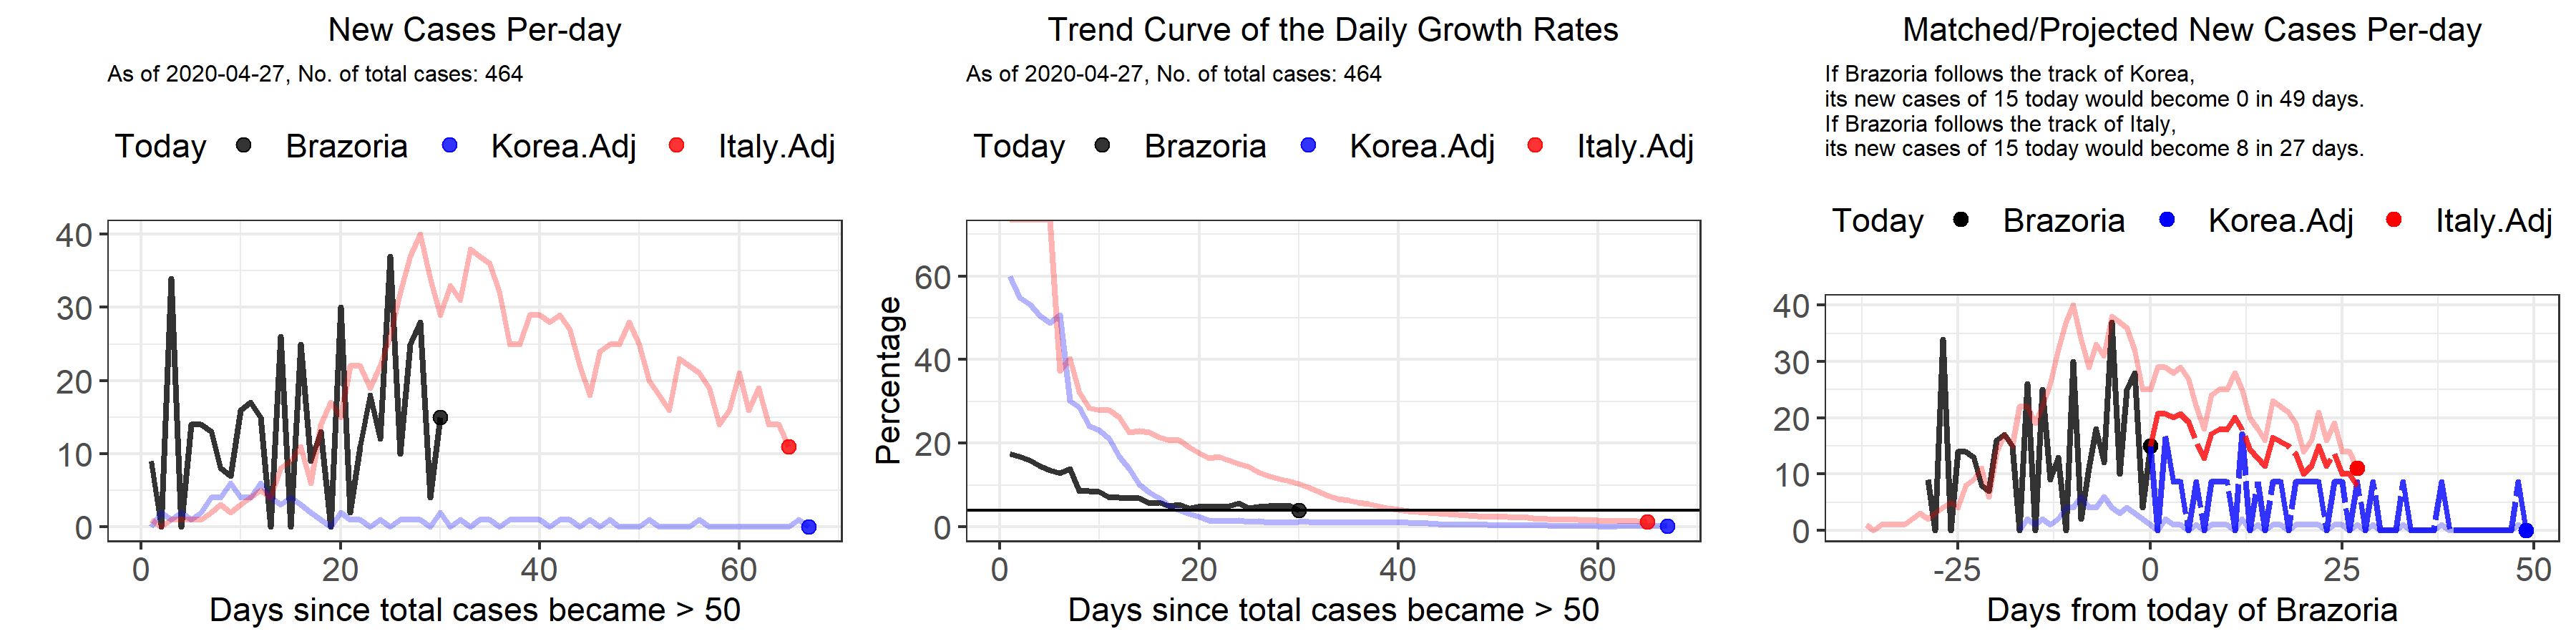 New Cases Per-day
As of 2020-04-27, No. of total cases: 464
Today Brazoria Korea.Adj Italy.Adj
40
30
20
10
0
0 20 40 60
Days since total cases became > 50
Trend Curve of the Daily Growth Rates
As of 2020-04-27, No. of total cases: 464
Today Brazoria Korea.Adj Italy.Adj
Percentage
60
40
20
0
0 20 40 60
Days since total cases became > 50
Matched/Projected New Cases Per-day
If Brazoria follows the track of Korea,
its new cases of 15 today would become 0 in 49 days.
If Brazoria follows the track of Italy,
its new cases of 15 today would become 8 in 27 days.
Today Brazoria Korea.Adj Italy.Adj
40
30
20
10
0
-25 0 25 50
Days from today of Brazoria